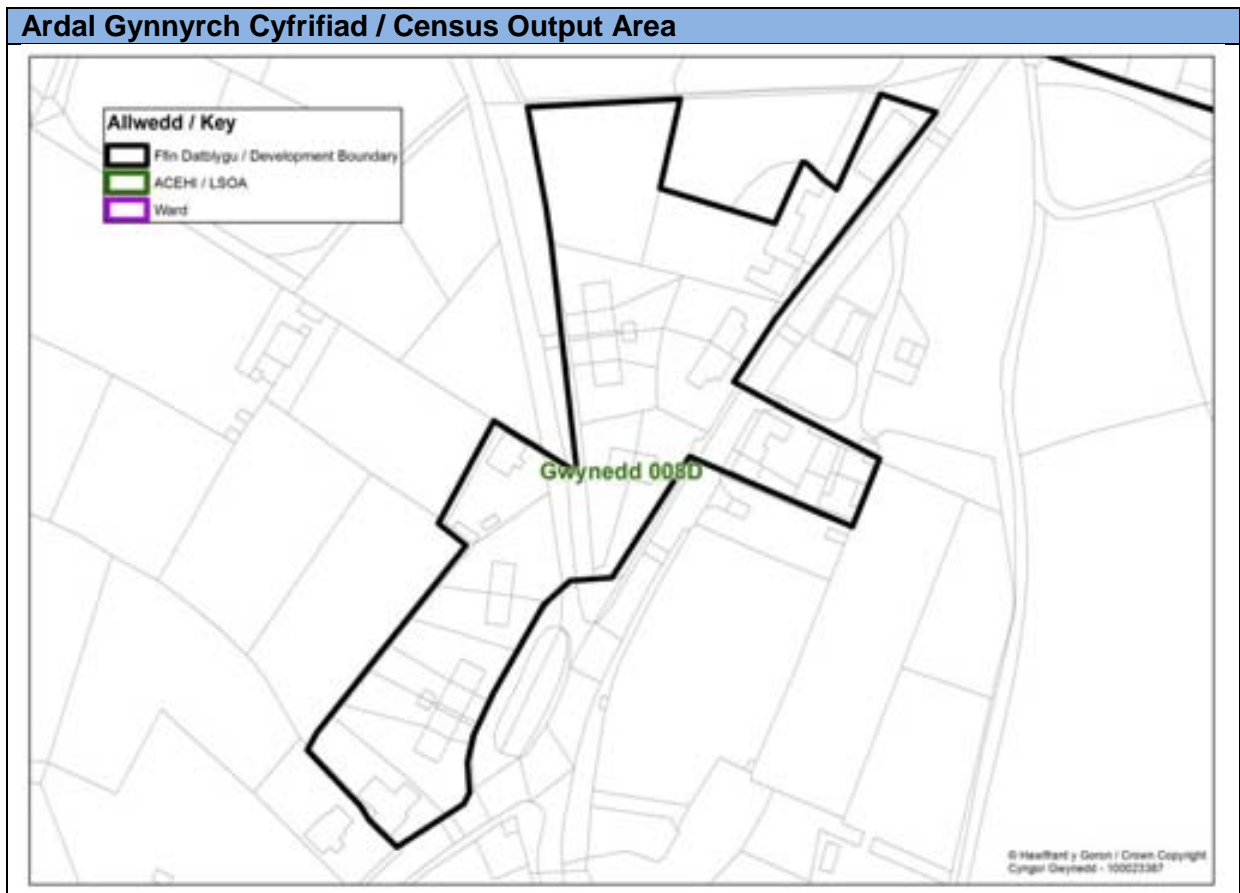 Ardal Gynnyrch Cyfrifiad / Census Output Area
Allwedd / Key
Ffin Datblygu / Development Boundary
ACEHI / LSOA
Ward
Gwynedd 008D
© Hawlfraint y Goron / Crown Copyright
Cyngor Gwynedd - 100023387